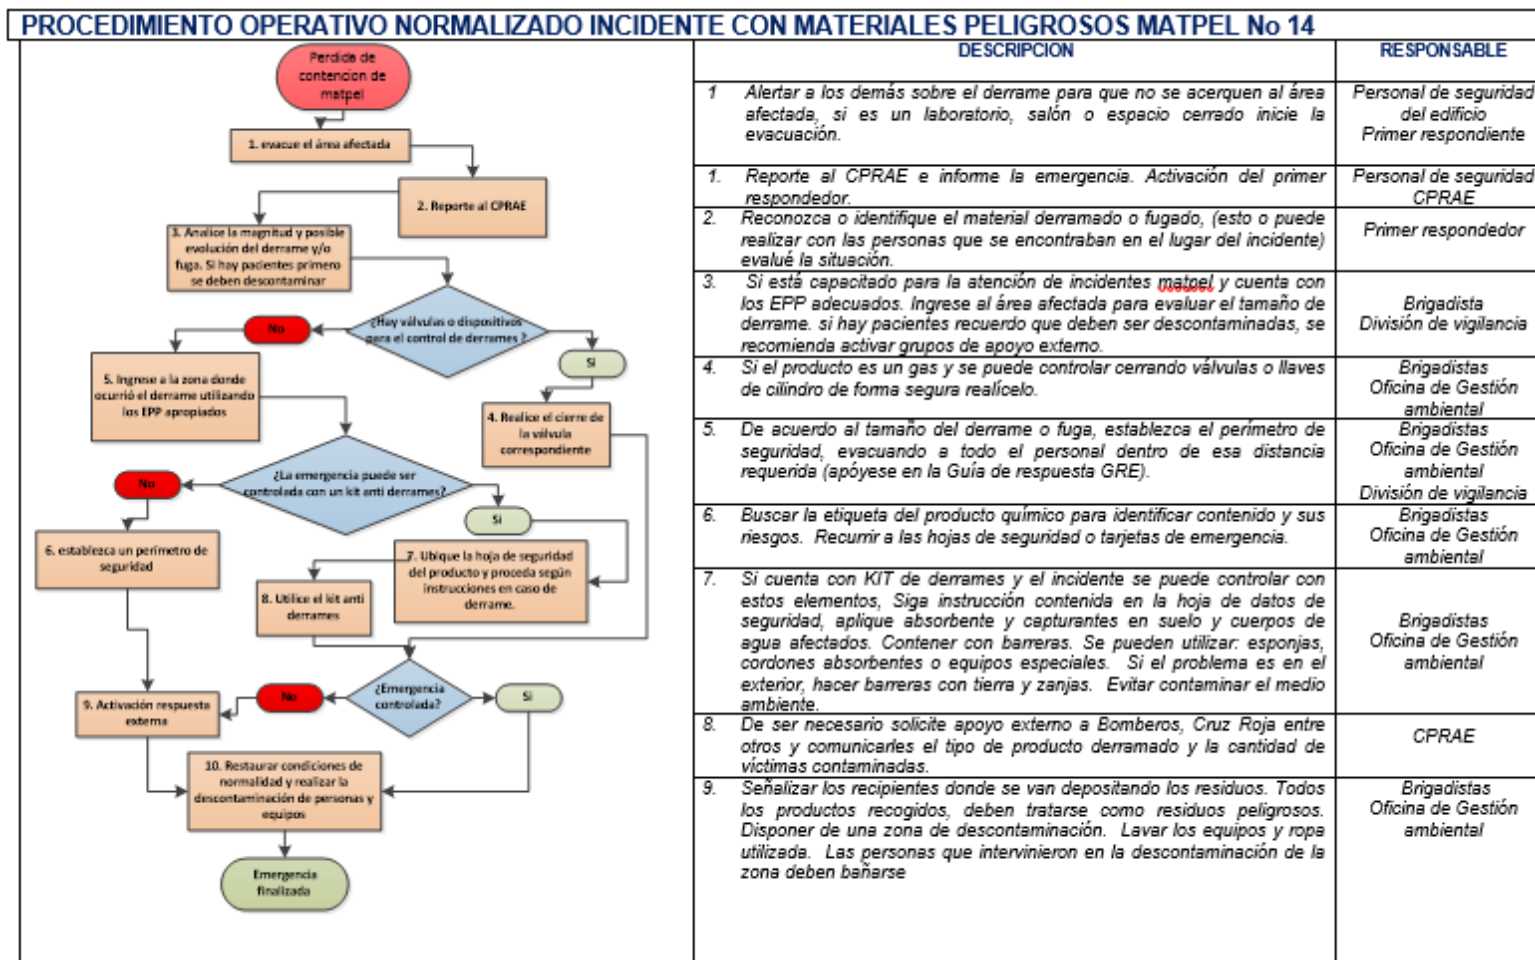 PROCEDIMIENTO OPERATIVO NORMALIZADO INCIDENTE CON MATERIALES PELIGROSOS MATPEL No 14
Perdida de
contencion de
matpel
1. evacue el área afectada
2. Reporte al CPRAE
3. Analice la magnitud y posible
evolución del derrame y/o
fuga. Si hay pacientes primero
se deben descontaminar
¿Hay válvulas o dispositivos
para el control de derrames ?
No
Si
5. Ingrese a la zona donde
ocurrió el derrame utilizando
los EPP apropiados
4. Realice el cierre de
la válvula
correspondiente
¿La emergencia puede ser
controlada con un kit anti derrames?
No
Si
6. establezca un perímetro de
seguridad
7. Ubique la hoja de seguridad
del producto y proceda según
instrucciones en caso de
derrame.
8. Utilice el kit anti
derrames
¿Emergencia
controlada?
No
Si
9. Activación respuesta
externa
10. Restaurar condiciones de
normalidad y realizar la
descontaminación de personas y
equipos
Emergencia
finalizada
DESCRIPCION
RESPONSABLE
1 Alertar a los demás sobre el derrame para que no se acerquen al área
afectada, si es un laboratorio, salón o espacio cerrado inicie la
evacuación.
Personal de seguridad
del edificio
Primer respondiente
1. Reporte al CPRAE e informe la emergencia. Activación del primer
respondedor.
Personal de seguridad
CPRAE
2. Reconozca o identifique el material derramado o fugado, (esto o puede
realizar con las personas que se encontraban en el lugar del incidente)
evalué la situación.
Primer respondedor
3. Si está capacitado para la atención de incidentes matpel y cuenta con
los EPP adecuados. Ingrese al área afectada para evaluar el tamaño de
derrame. si hay pacientes recuerdo que deben ser descontaminadas, se
recomienda activar grupos de apoyo externo.
Brigadista
División de vigilancia
4. Si el producto es un gas y se puede controlar cerrando válvulas o llaves
de cilindro de forma segura realícelo.
Brigadistas
Oficina de Gestión
ambiental
5. De acuerdo al tamaño del derrame o fuga, establezca el perímetro de
seguridad, evacuando a todo el personal dentro de esa distancia
requerida (apóyese en la Guía de respuesta GRE).
Brigadistas
Oficina de Gestión
ambiental
División de vigilancia
6. Buscar la etiqueta del producto químico para identificar contenido y sus
riesgos. Recurrir a las hojas de seguridad o tarjetas de emergencia.
Brigadistas
Oficina de Gestión
ambiental
7. Si cuenta con KIT de derrames y el incidente se puede controlar con
estos elementos, Siga instrucción contenida en la hoja de datos de
seguridad, aplique absorbente y capturantes en suelo y cuerpos de
agua afectados. Contener con barreras. Se pueden utilizar: esponjas,
cordones absorbentes o equipos especiales. Si el problema es en el
exterior, hacer barreras con tierra y zanjas. Evitar contaminar el medio
ambiente.
Brigadistas
Oficina de Gestión
ambiental
8. De ser necesario solicite apoyo externo a Bomberos, Cruz Roja entre
otros y comunicarles el tipo de producto derramado y la cantidad de
víctimas contaminadas.
CPRAE
9. Señalizar los recipientes donde se van depositando los residuos. Todos
los productos recogidos, deben tratarse como residuos peligrosos.
Disponer de una zona de descontaminación. Lavar los equipos y ropa
utilizada. Las personas que intervinieron en la descontaminación de la
zona deben bañarse
Brigadistas
Oficina de Gestión
ambiental